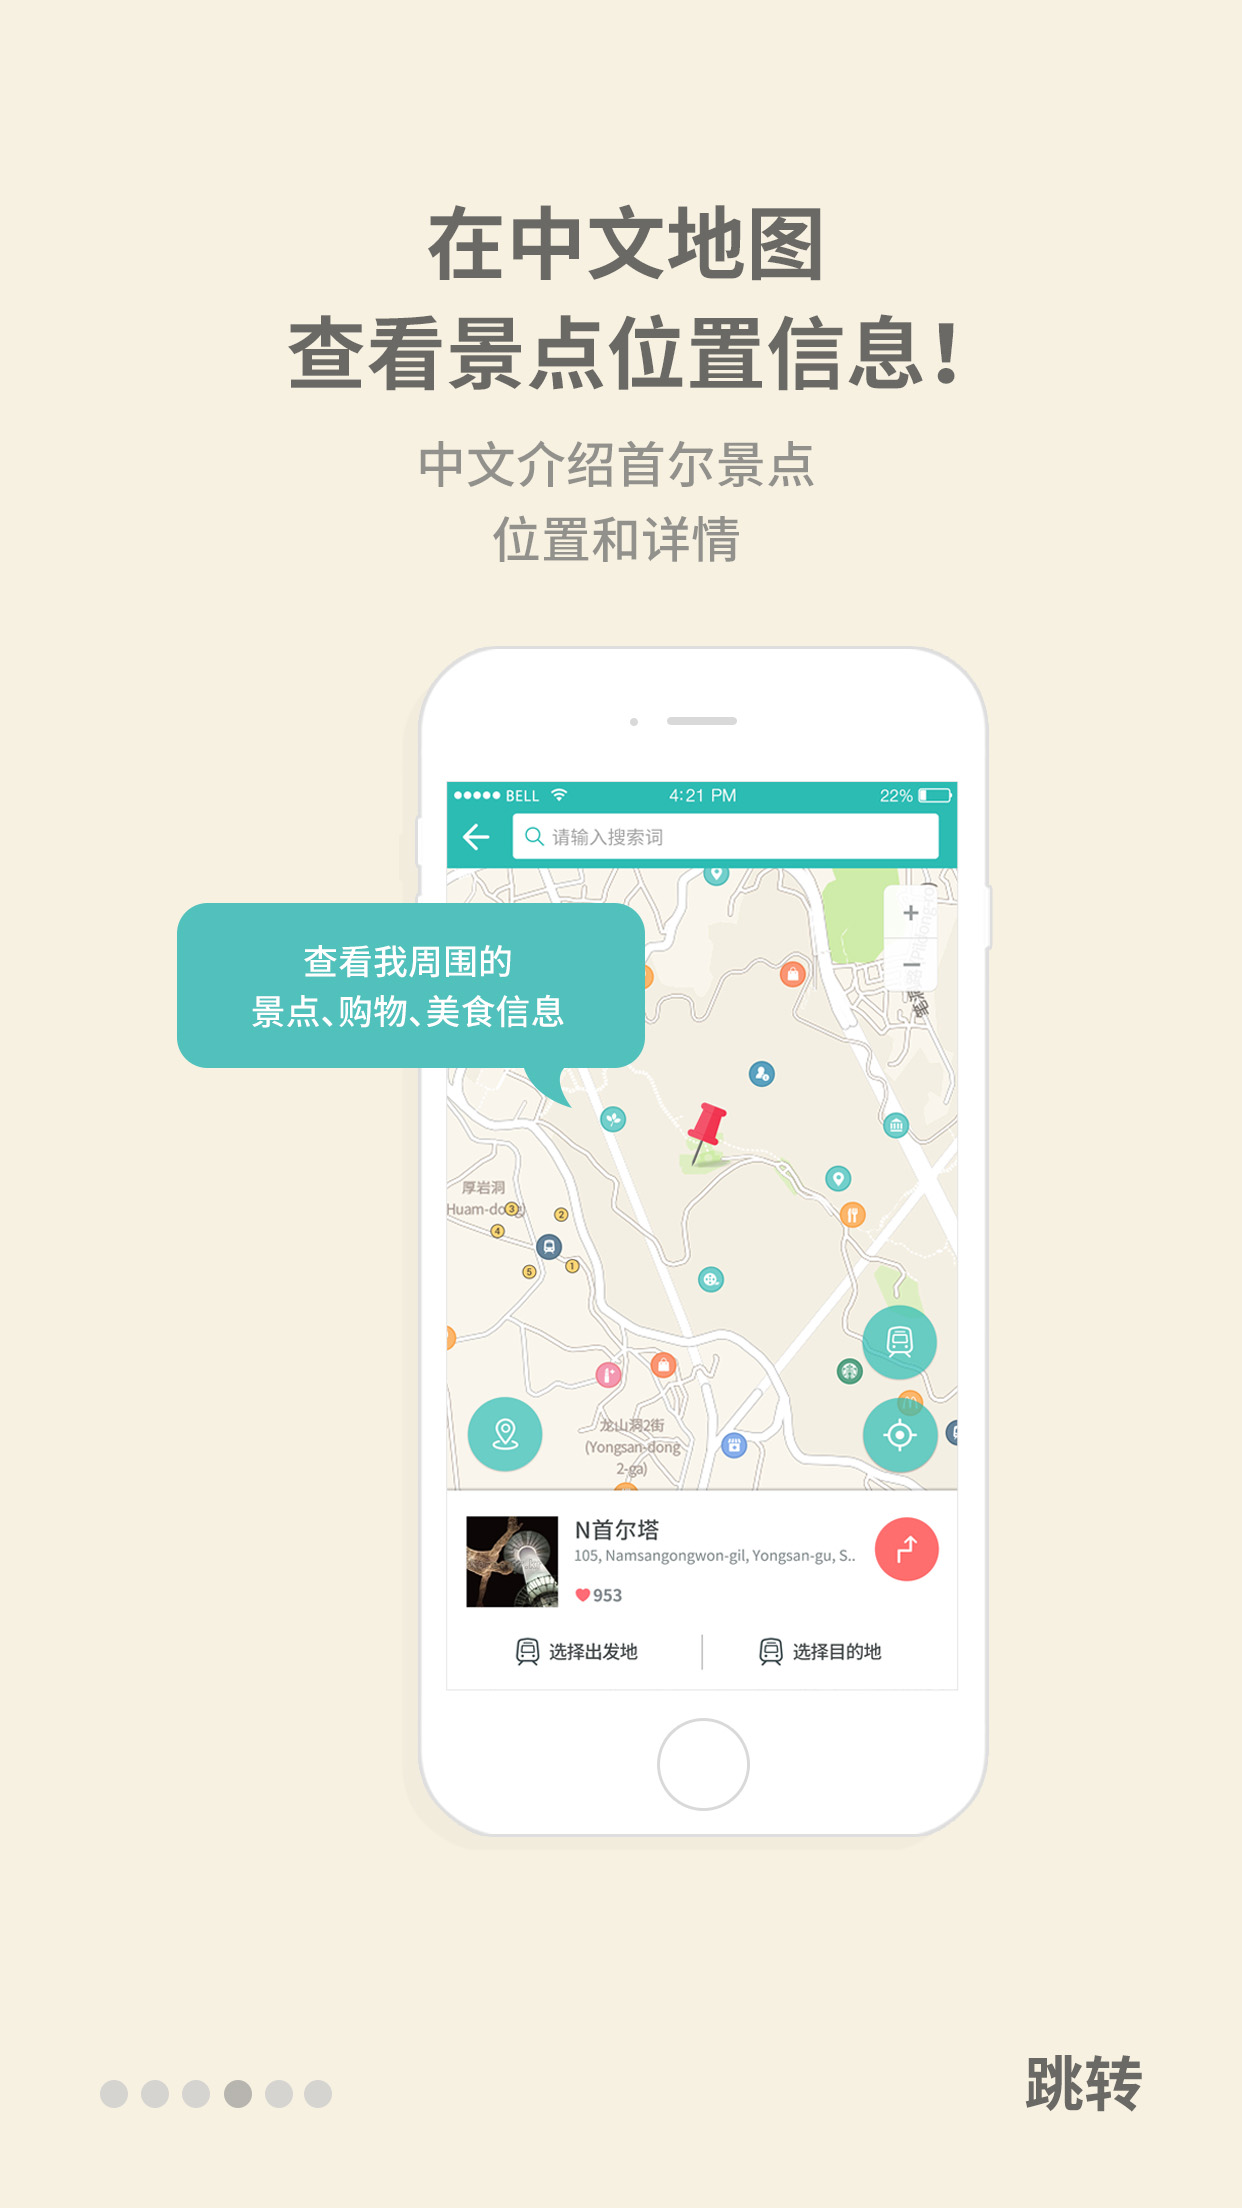 在中文地图
查看景点位置信息!
中文介绍首尔景点
位置和详情
BELL
4:21 PM
22%
请输入搜索词
查看我周围的
景点、购物、美食信息
厚岩洞
3
2
4
1
5
龙山洞2街
(Yongsan-dong
2-ga)
N首尔塔
105, Namsangongwon-gil, Yongsan-gu, S..
953
选择出发地
选择目的地
跳转